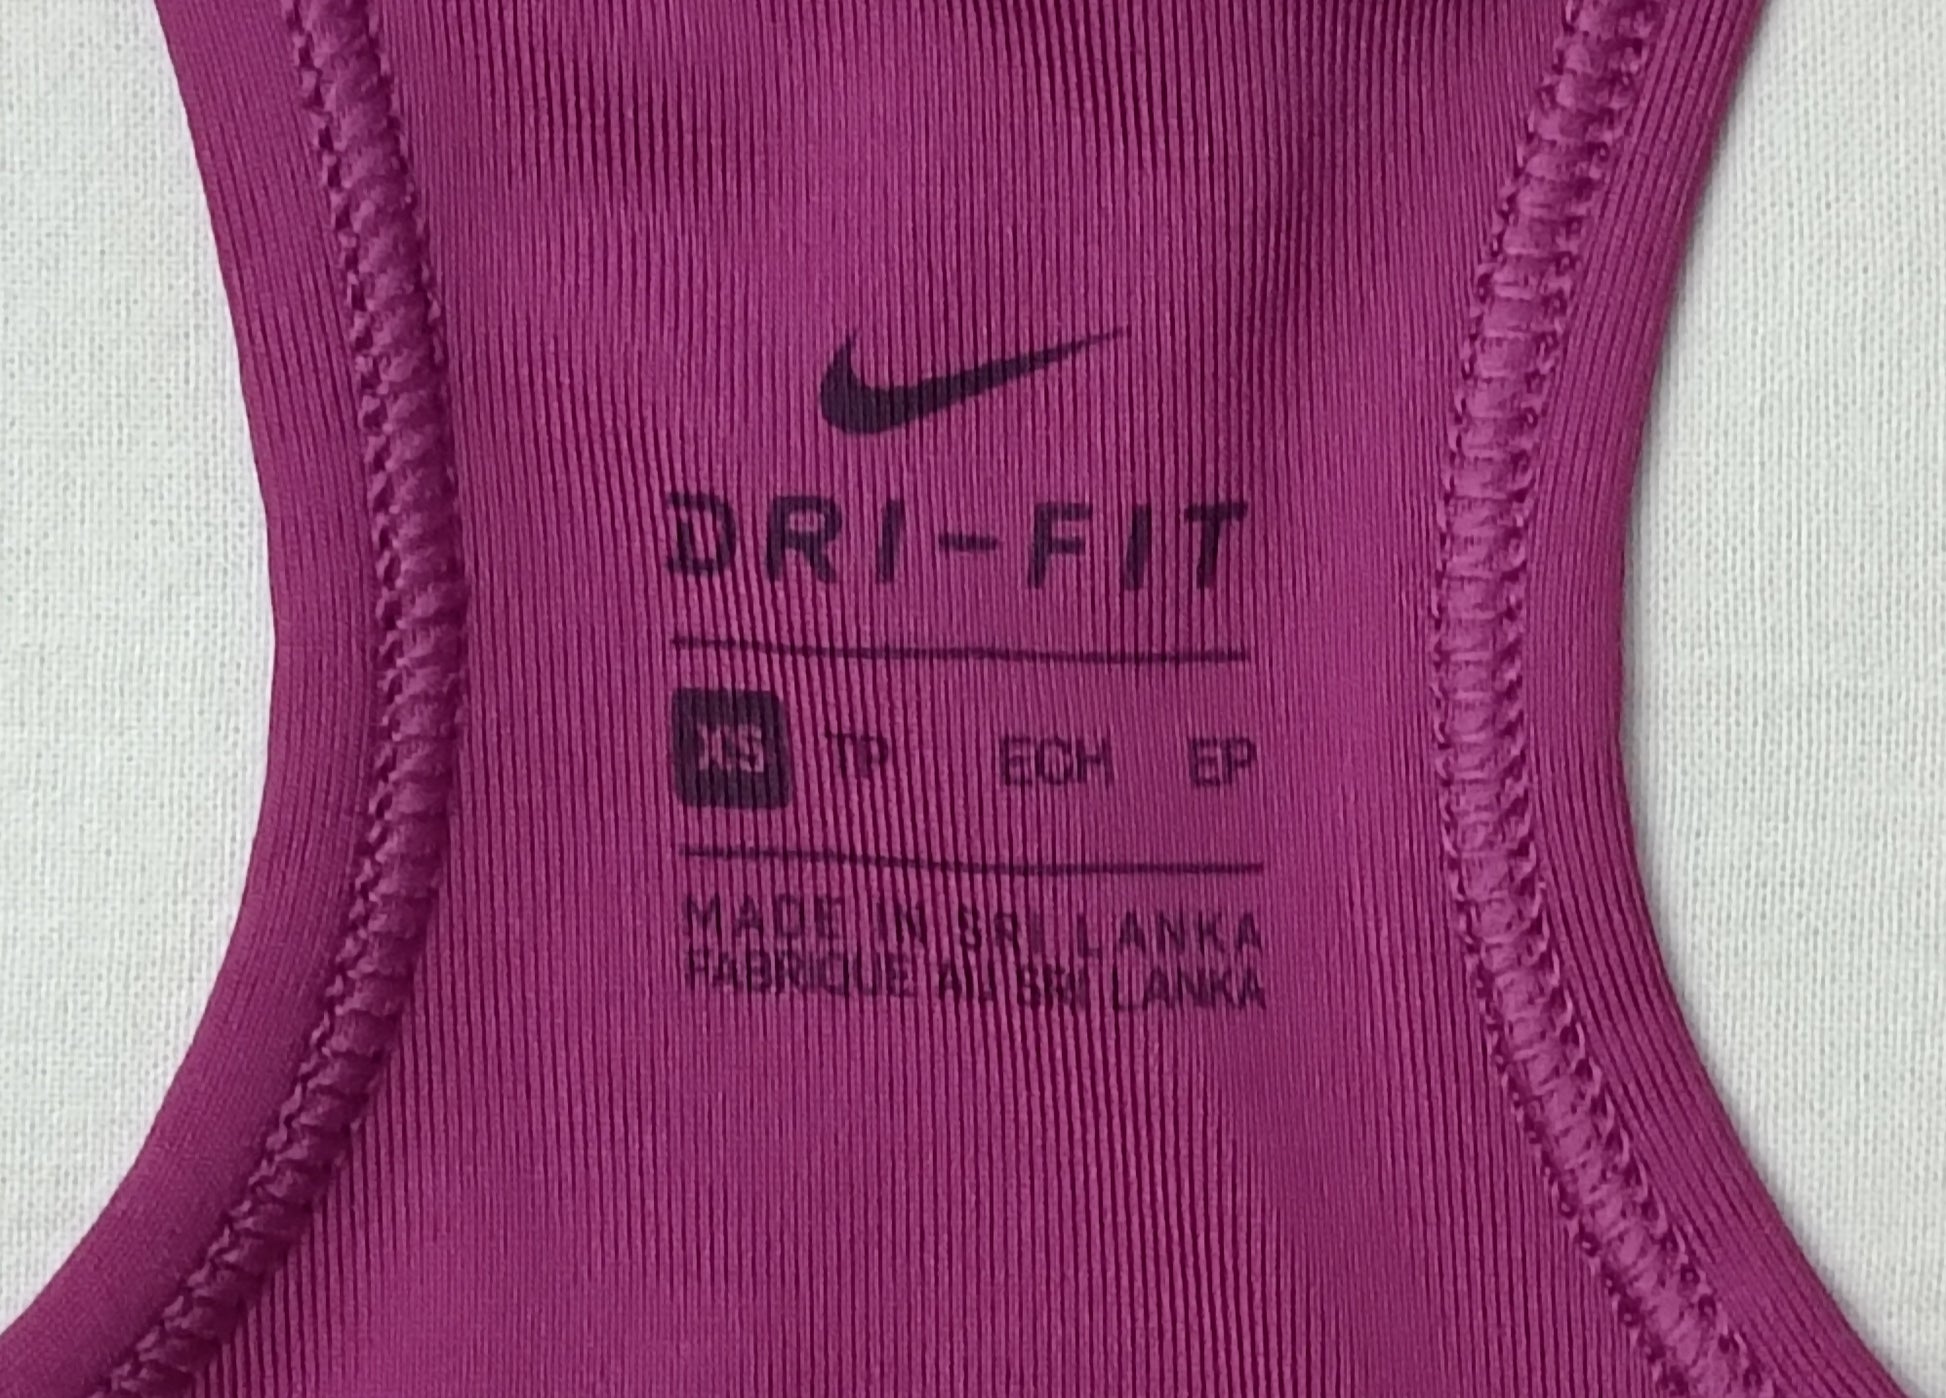 DRI-FIT
XS TP ECH EP
MADE IN SRI LANKA
FABRIQUE AU SRI LANKA